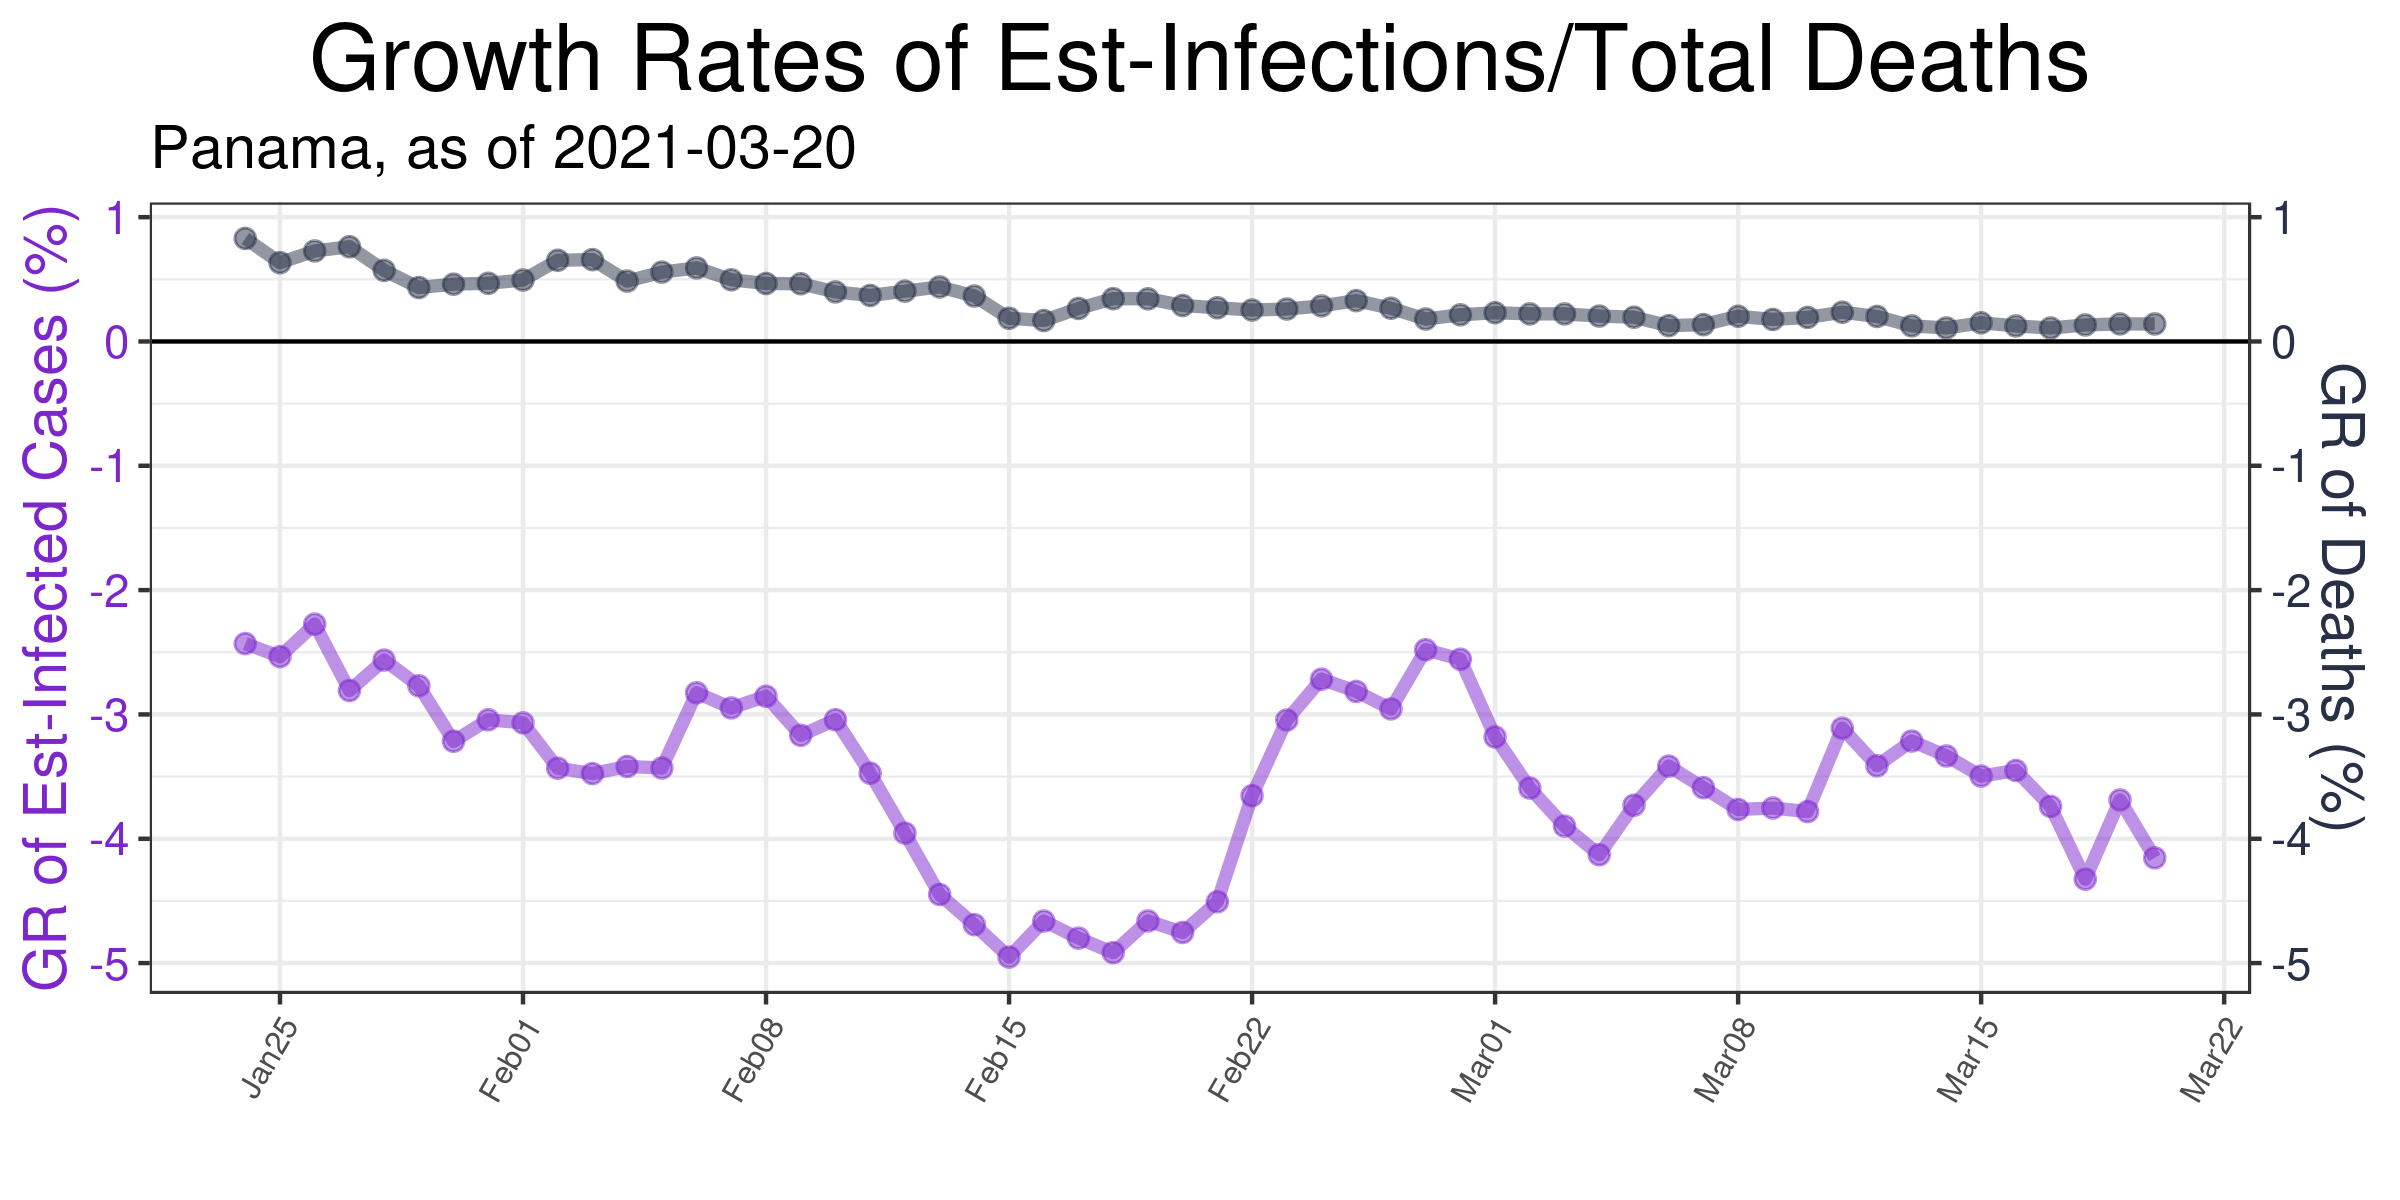 Growth Rates of Est-Infections/Total Deaths
Panama, as of 2021-03-20
GR of Est-Infected Cases (%)
1
0
-1
-2
-3
-4
-5
1
0
-1
-2
-3
-4
-5
GR of Deaths (%)
Jan25
Feb01
Feb08
Feb15
Feb22
Mar01
Mar08
Mar15
Mar22